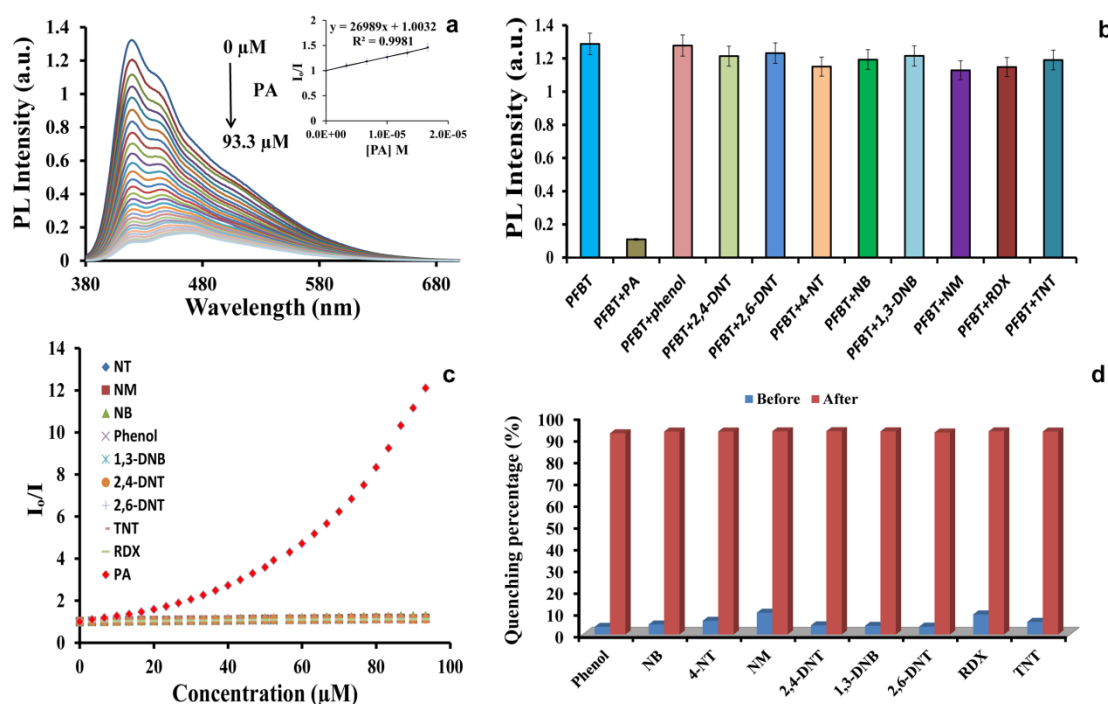 a
PL Intensity (a.u.)
1.4
1.2
1
0.8
0.6
0.4
0.2
0
380
480
580
680
Wavelength (nm)
0 µM
PA
93.3 µM
y = 26989x + 1.0032
R² = 0.9981
I₀/I
2
1.5
1
0.5
0
0.0E+00
1.0E-05
2.0E-05
[PA] M
b
PL Intensity (a.u.)
1.4
1.2
1
0.8
0.6
0.4
0.2
0
PFBT
PFBT+PA
PFBT+phenol
PFBT+2,4-DNT
PFBT+2,6-DNT
PFBT+4-NT
PFBT+NB
PFBT+1,3-DNB
PFBT+NM
PFBT+RDX
PFBT+TNT
c
I₀/I
14
12
10
8
6
4
2
0
NT
NM
NB
Phenol
1,3-DNB
2,4-DNT
2,6-DNT
TNT
RDX
PA
0
20
40
60
80
100
Concentration (µM)
d
Before
After
Quenching percentage (%)
100
90
80
70
60
50
40
30
20
10
0
Phenol
NB
4-NT
NM
2,4-DNT
1,3-DNB
2,6-DNT
RDX
TNT